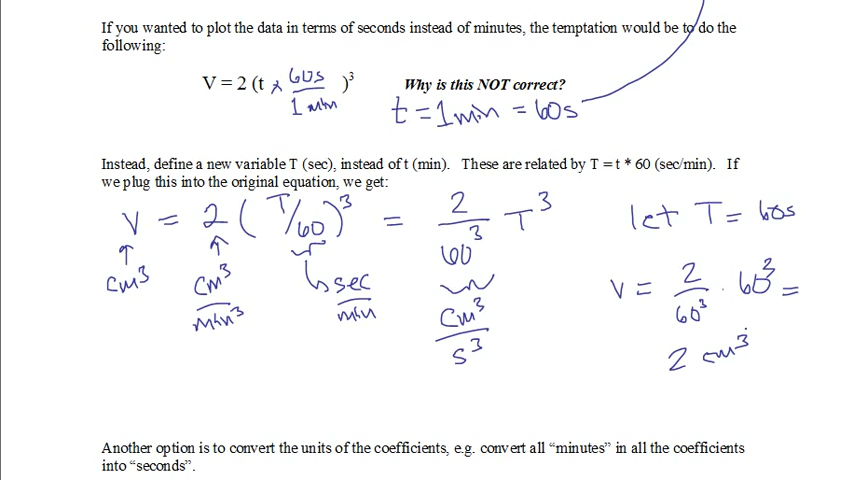 If you wanted to plot the data in terms of seconds instead of minutes, the temptation would be to do the
following:
V = 2 (t × 60s / 1 min )³ Why is this NOT correct?
t = 1min = 60s
Instead, define a new variable T (sec), instead of t (min). These are related by T = t * 60 (sec/min). If
we plug this into the original equation, we get:
V = 2 ( T/60 )³ = 2 / 60³ T³ let T = 60s
cm³ cm³ / min³ sec / min cm³ / s³
V = 2 / 60³ · 60³ =
2 cm³
Another option is to convert the units of the coefficients, e.g. convert all “minutes” in all the coefficients
into “seconds”.